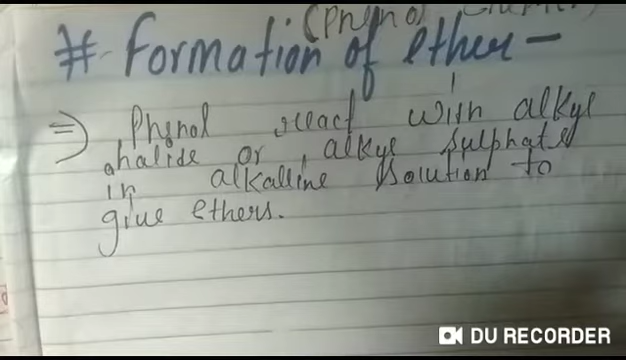 (Phenol
# Formation of ether –
⇒ Phenol react with alkyl
halide or alkyl sulphate
in alkaline solution to
give ethers.
DU RECORDER